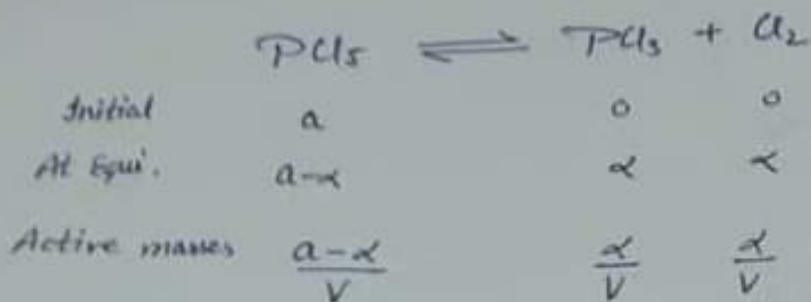 PCl5 ⇌ PCl3 + Cl2
Initial a 0 0
At Equi. a-α α α
Active masses a-α/V α/V α/V